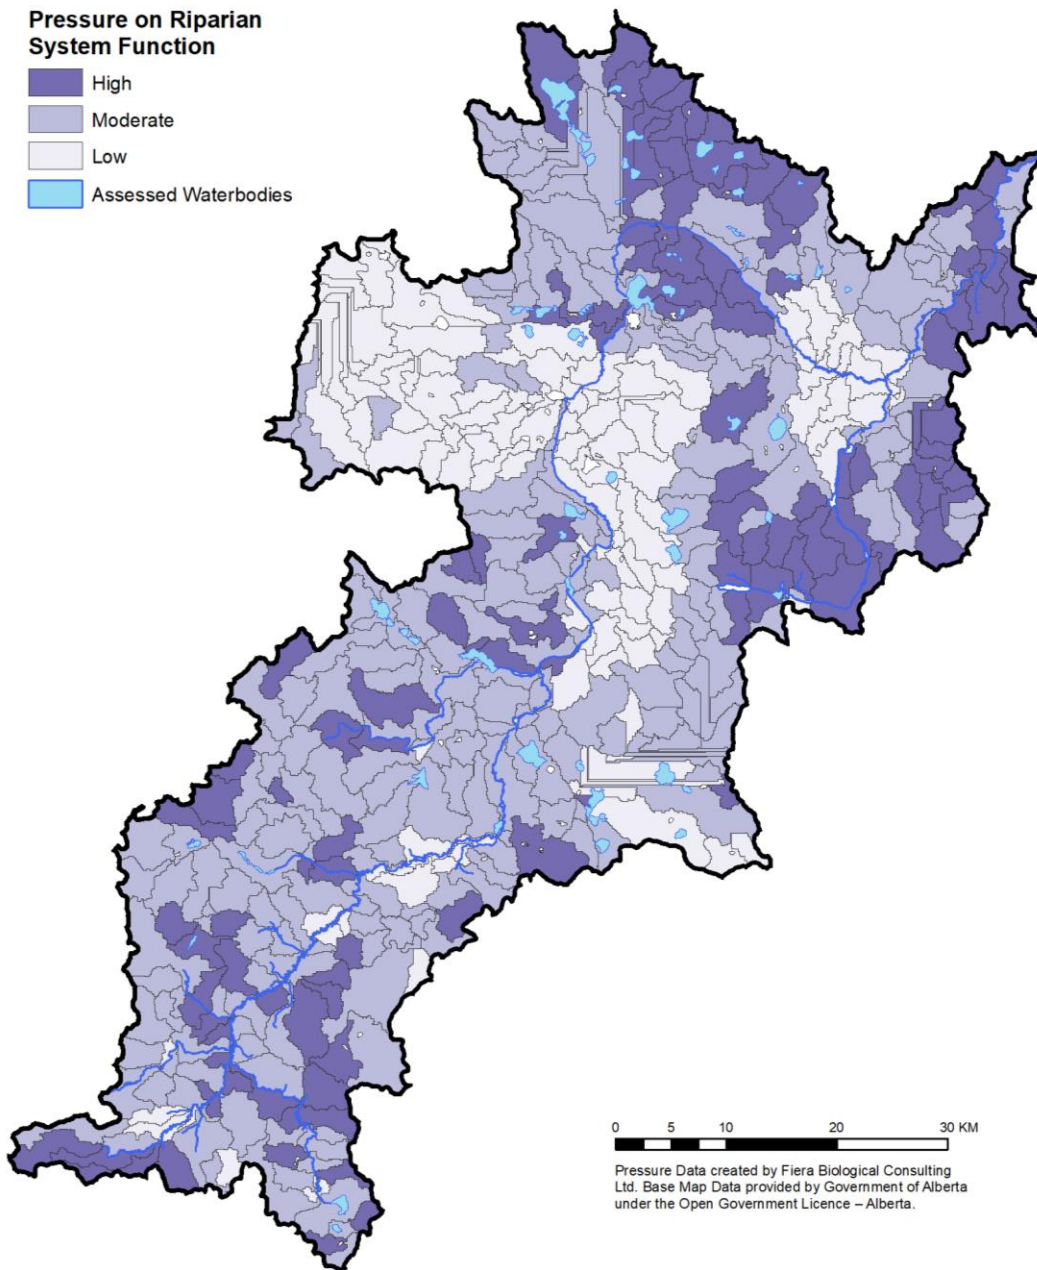 Pressure on Riparian
System Function
High
Moderate
Low
Assessed Waterbodies
0 5 10 20 30 KM
Pressure Data created by Fiera Biological Consulting
Ltd. Base Map Data provided by Government of Alberta
under the Open Government Licence – Alberta.